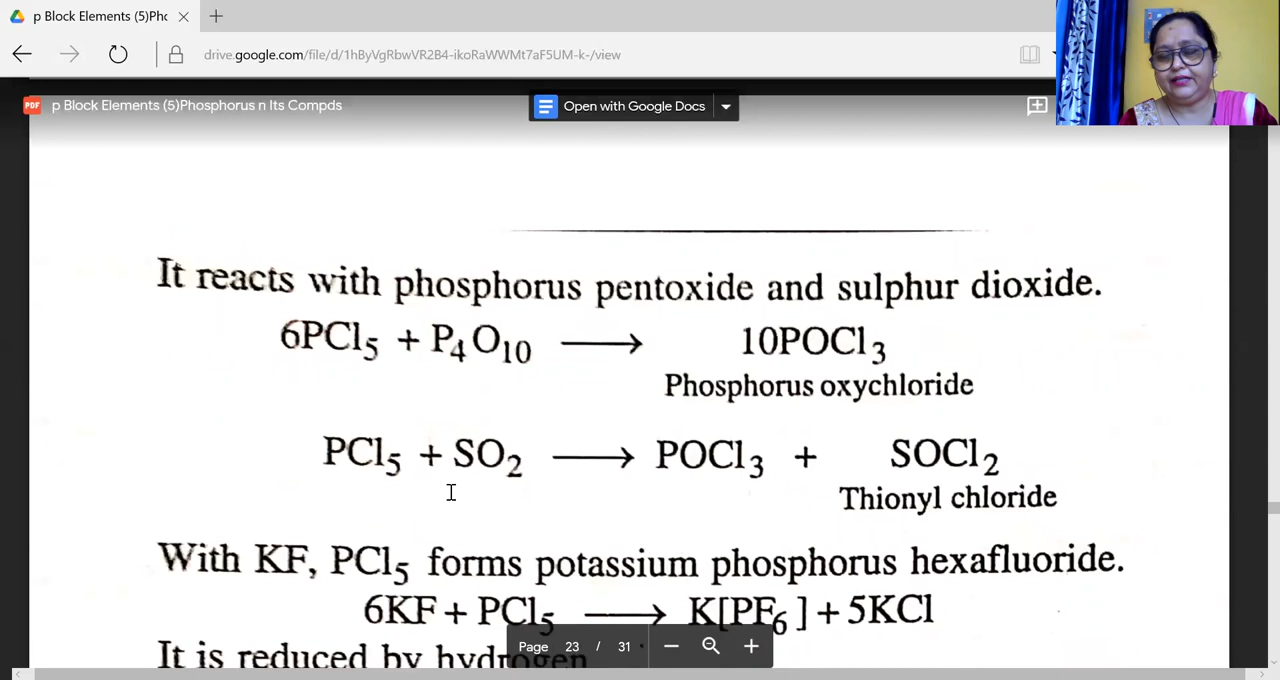 p Block Elements (5)Pho
drive.google.com/file/d/1hByVgRbwVR2B4-ikoRaWWMt7aF5UM-k-/view
PDF p Block Elements (5)Phosphorus n Its Compds
Open with Google Docs
It reacts with phosphorus pentoxide and sulphur dioxide.
6PCl₅ + P₄O₁₀ ⟶ 10POCl₃
Phosphorus oxychloride
PCl₅ + SO₂ ⟶ POCl₃ + SOCl₂
Thionyl chloride
With KF, PCl₅ forms potassium phosphorus hexafluoride.
6KF + PCl₅ ⟶ K[PF₆] + 5KCl
Page 23 / 31
It is reduced by hydrogen